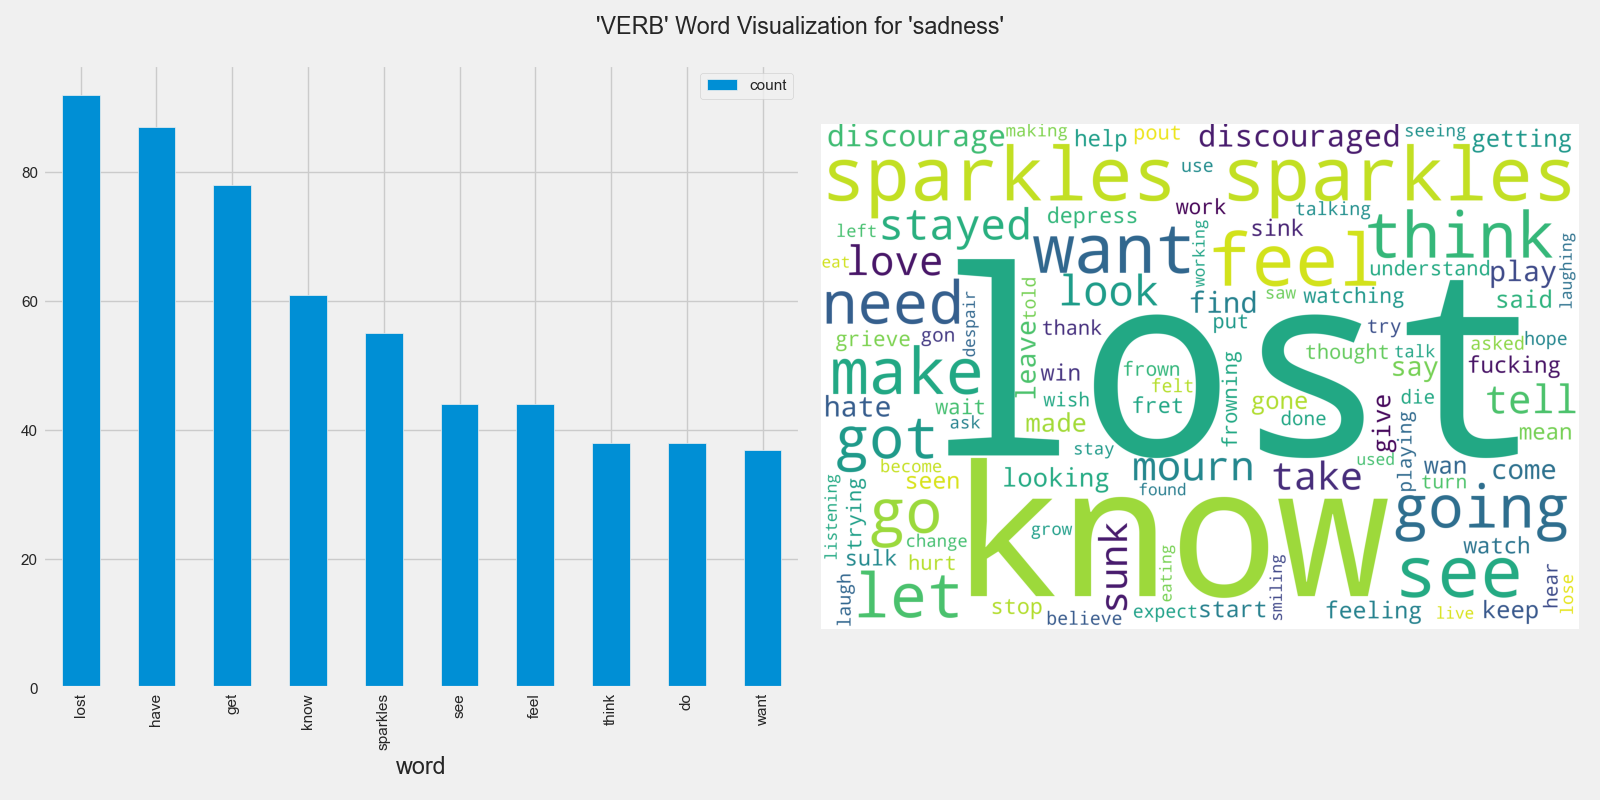 'VERB' Word Visualization for 'sadness'
count
80
60
40
20
0
lost
have
get
know
sparkles
see
feel
think
do
want
word
discourage
making
help
pout
discouraged
seeing
getting
sparkles
use
sparkles
left
stayed
depress
work
talking
think
sink
want
working
feel
eat
love
understand
play
laughing
need
look
find
saw
watching
said
despair
told
grieve
gon
thank
put
try
asked
hope
lost
make
leave
win
frown
felt
thought
talk
say
fucking
hate
wait
ask
wish
made
fret
frowning
gone
done
die
give
tell
got
stay
playing
mean
become
seen
looking
mourn
found
take
used
wan
turn
come
listening
trying
go
change
know
grow
going
sulk
hurt
sunk
eating
watch
see
laugh
let
stop
believe
expect
start
smiling
feeling
live
keep
hear
lose